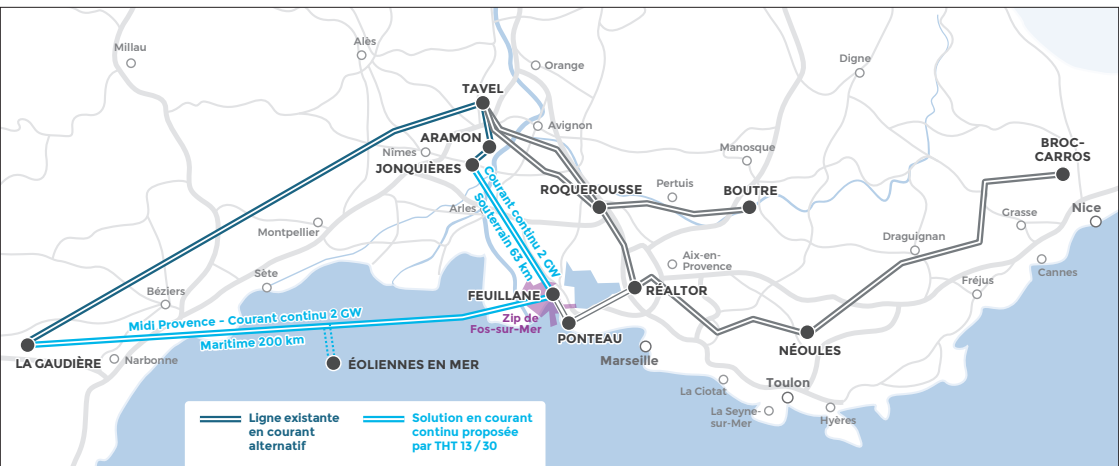 Millau
Alès
Orange
Digne
TAVEL
Avignon
ARAMON
Nîmes
JONQUIÈRES
Manosque
BROC-
CARROS
ROQUEROUSSE
Pertuis
BOUTRE
Arles
Courant continu 2 GW
Souterrain 63 km
Grasse
Nice
Montpellier
Draguignan
Aix-en-
Provence
Cannes
Sète
Fréjus
Béziers
FEUILLANE
RÉALTOR
Zip de
Fos-sur-Mer
Midi Provence - Courant continu 2 GW
Maritime 200 km
PONTEAU
NÉOULES
LA GAUDIÈRE
Narbonne
ÉOLIENNES EN MER
Marseille
La Ciotat
Toulon
La Seyne-
sur-Mer
Hyères
Ligne existante
en courant
alternatif
Solution en courant
continu proposée
par THT 13 / 30